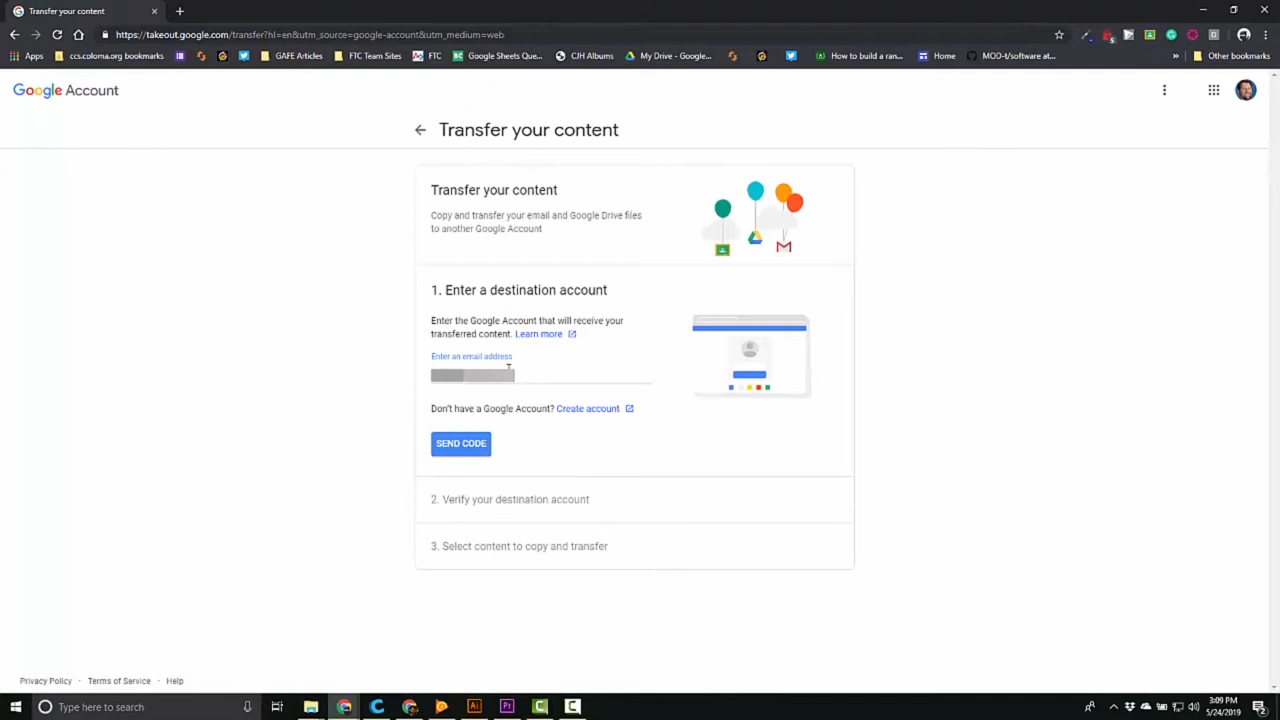 Transfer your content
https://takeout.google.com/transfer?hl=en&utm_source=google-account&utm_medium=web
Apps
ccs.coloma.org bookmarks
GAFE Articles
FTC Team Sites
FTC
Google Sheets Que...
CJH Albums
My Drive - Google...
How to build a ran...
Home
MOD-t/software at...
»
Other bookmarks
Google Account
Transfer your content
Transfer your content
Copy and transfer your email and Google Drive files
to another Google Account
1. Enter a destination account
Enter the Google Account that will receive your
transferred content. Learn more
Enter an email address
Don't have a Google Account? Create account
SEND CODE
2. Verify your destination account
3. Select content to copy and transfer
Privacy Policy · Terms of Service · Help
Type here to search
3:09 PM
5/24/2019